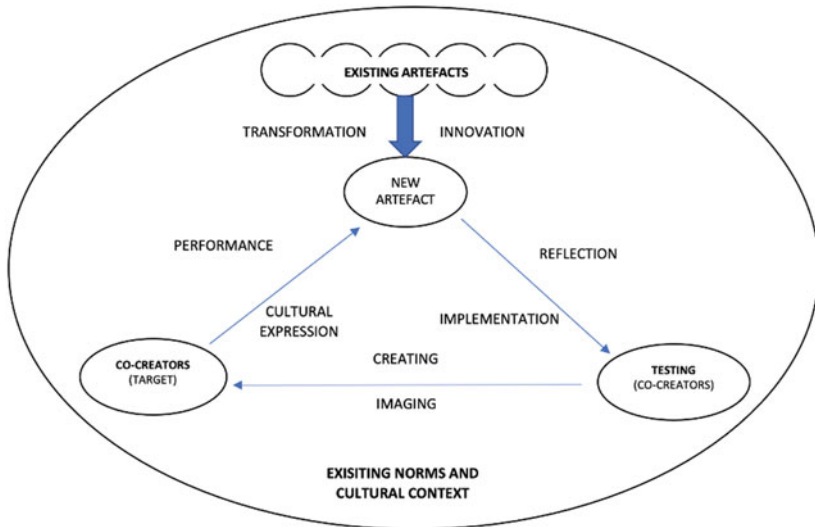 EXISTING ARTEFACTS
TRANSFORMATION
INNOVATION
NEW
ARTEFACT
PERFORMANCE
REFLECTION
CULTURAL
EXPRESSION
IMPLEMENTATION
CO-CREATORS
(TARGET)
CREATING
TESTING
(CO-CREATORS)
IMAGING
EXISITING NORMS AND
CULTURAL CONTEXT